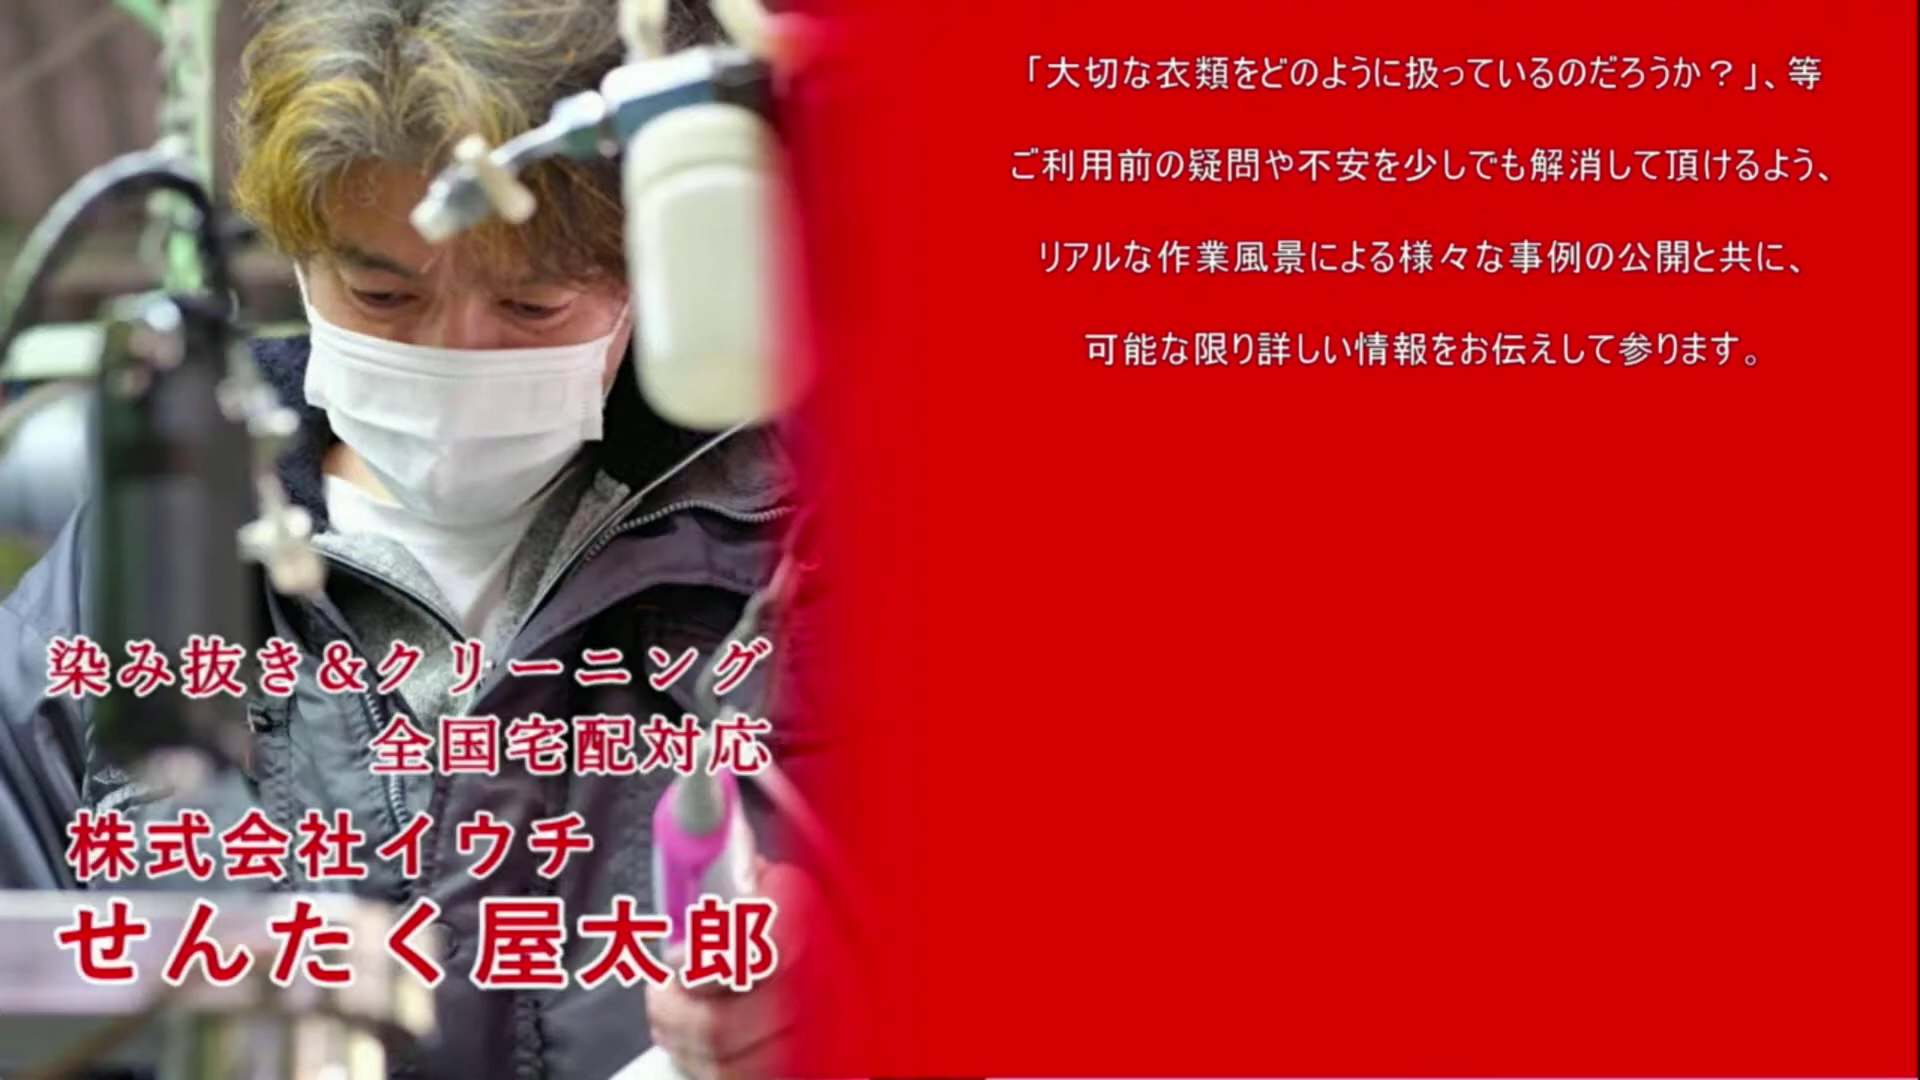 「大切な衣類をどのように扱っているのだろうか？」、等
ご利用前の疑問や不安を少しでも解消して頂けるよう、
リアルな作業風景による様々な事例の公開と共に、
可能な限り詳しい情報をお伝えして参ります。
染み抜き&クリーニング
全国宅配対応
株式会社イウチ
せんたく屋太郎